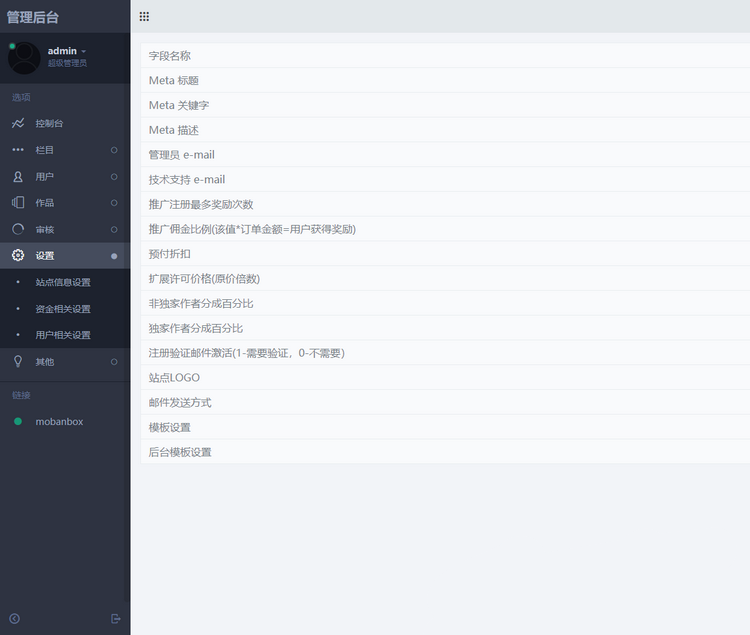 管理后台
admin
超级管理员
选项
控制台
栏目
用户
作品
审核
设置
站点信息设置
资金相关设置
用户相关设置
其他
链接
mobanbox
字段名称
Meta 标题
Meta 关键字
Meta 描述
管理员 e-mail
技术支持 e-mail
推广注册最多奖励次数
推广佣金比例(该值*订单金额=用户获得奖励)
预付折扣
扩展许可价格(原价倍数)
非独家作者分成百分比
独家作者分成百分比
注册验证邮件激活(1-需要验证，0-不需要)
站点LOGO
邮件发送方式
模板设置
后台模板设置